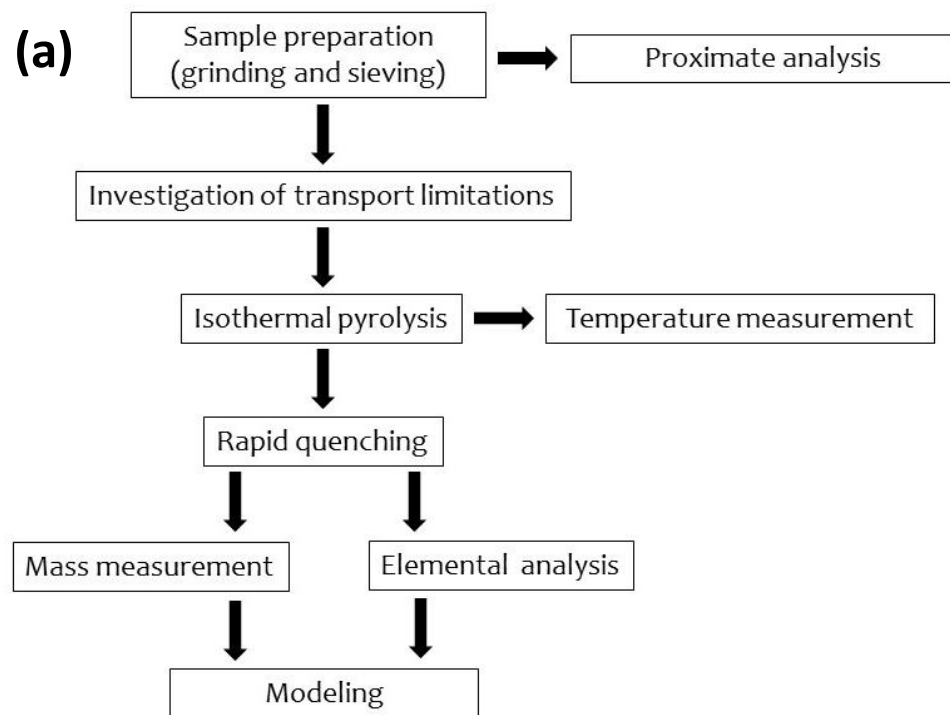 (a)
Sample preparation
(grinding and sieving)
Proximate analysis
Investigation of transport limitations
Isothermal pyrolysis
Temperature measurement
Rapid quenching
Mass measurement
Elemental analysis
Modeling